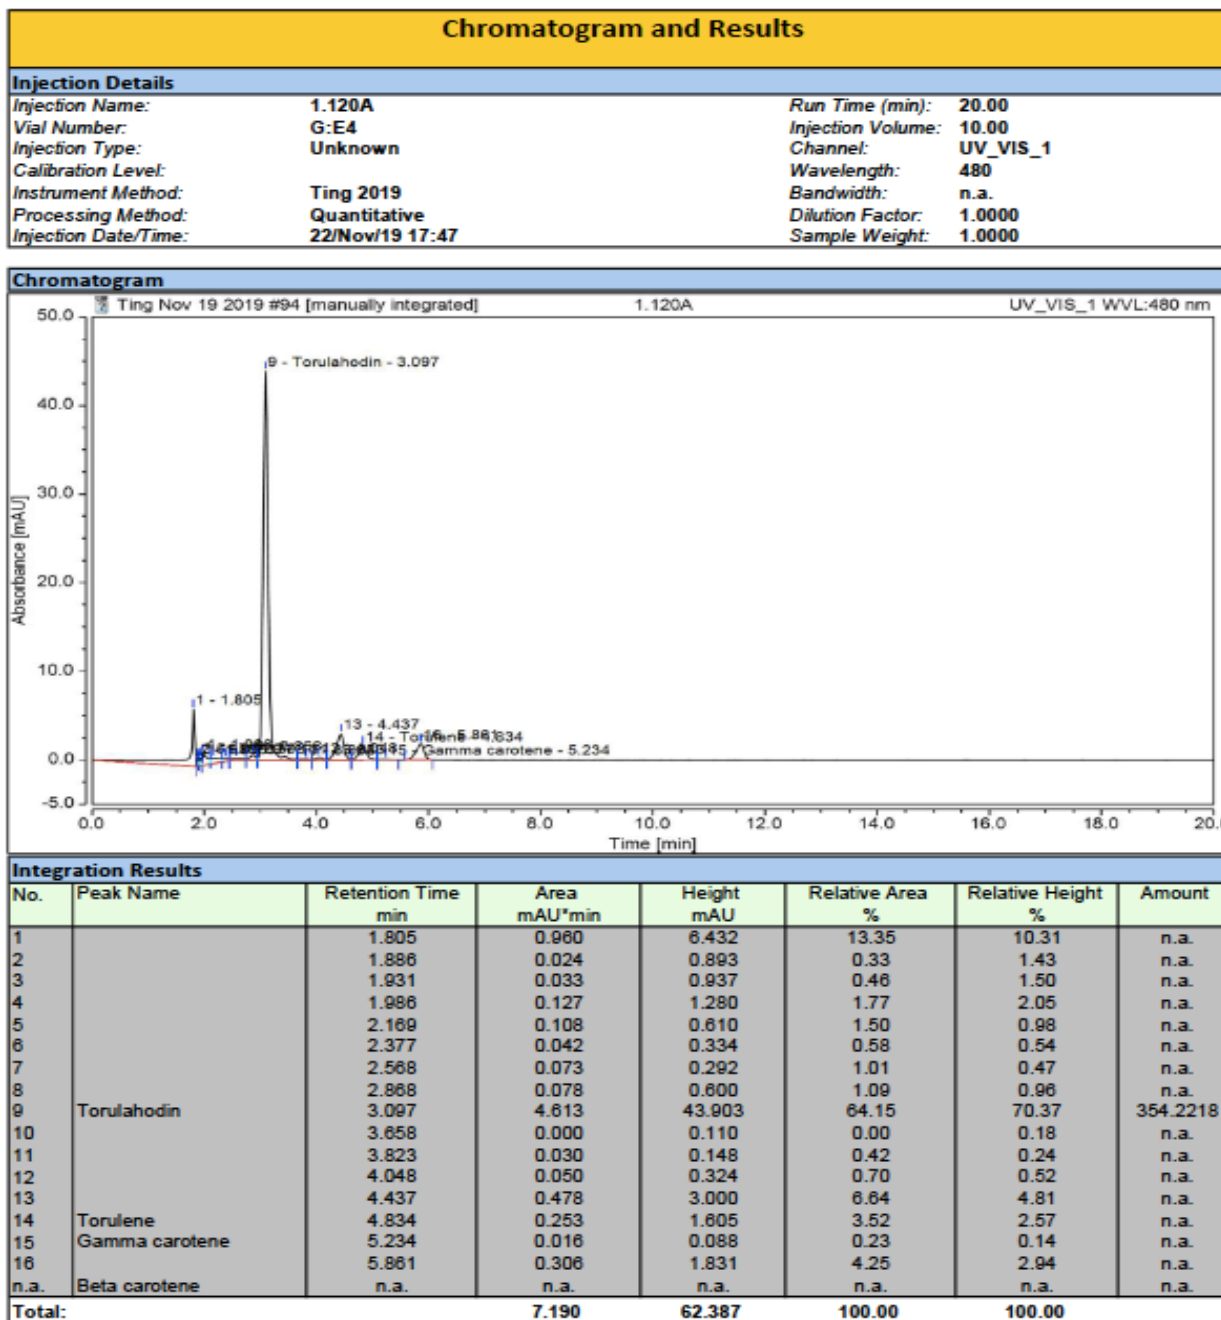 Chromatogram and Results
Injection Details
Injection Name: 1.120A Run Time (min): 20.00
Vial Number: G:E4 Injection Volume: 10.00
Injection Type: Unknown Channel: UV_VIS_1
Calibration Level: Wavelength: 480
Instrument Method: Ting 2019 Bandwidth: n.a.
Processing Method: Quantitative Dilution Factor: 1.0000
Injection Date/Time: 22/Nov/19 17:47 Sample Weight: 1.0000
Chromatogram
Ting Nov 19 2019 #94 [manually integrated] 1.120A UV_VIS_1 WVL:480 nm
50.0
9 - Torulahodin - 3.097
40.0
30.0
Absorbance [mAU]
20.0
10.0
1 - 1.805
13 - 4.437
14 - Torulene - 4.834
16 - 5.861
15 - Gamma carotene - 5.234
0.0
-5.0
0.0 2.0 4.0 6.0 8.0 10.0 12.0 14.0 16.0 18.0 20.
Time [min]
Integration Results
No. Peak Name Retention Time Area Height Relative Area Relative Height Amount
min mAU*min mAU % %
1 1.805 0.960 6.432 13.35 10.31 n.a.
2 1.886 0.024 0.893 0.33 1.43 n.a.
3 1.931 0.033 0.937 0.46 1.50 n.a.
4 1.986 0.127 1.280 1.77 2.05 n.a.
5 2.169 0.108 0.610 1.50 0.98 n.a.
6 2.377 0.042 0.334 0.58 0.54 n.a.
7 2.568 0.073 0.292 1.01 0.47 n.a.
8 2.868 0.078 0.600 1.09 0.96 n.a.
9 Torulahodin 3.097 4.613 43.903 64.15 70.37 354.2218
10 3.658 0.000 0.110 0.00 0.18 n.a.
11 3.823 0.030 0.148 0.42 0.24 n.a.
12 4.048 0.050 0.324 0.70 0.52 n.a.
13 4.437 0.478 3.000 6.64 4.81 n.a.
14 Torulene 4.834 0.253 1.605 3.52 2.57 n.a.
15 Gamma carotene 5.234 0.016 0.088 0.23 0.14 n.a.
16 5.861 0.306 1.831 4.25 2.94 n.a.
n.a. Beta carotene n.a. n.a. n.a. n.a. n.a. n.a.
Total: 7.190 62.387 100.00 100.00